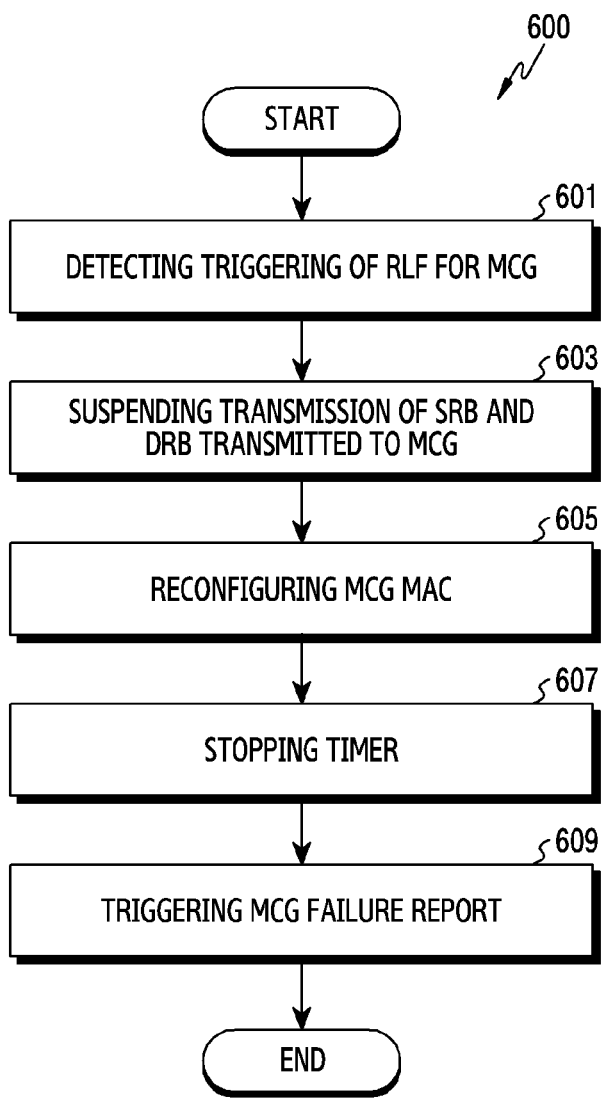 600
START
601
DETECTING TRIGGERING OF RLF FOR MCG
603
SUSPENDING TRANSMISSION OF SRB AND
DRB TRANSMITTED TO MCG
605
RECONFIGURING MCG MAC
607
STOPPING TIMER
609
TRIGGERING MCG FAILURE REPORT
END